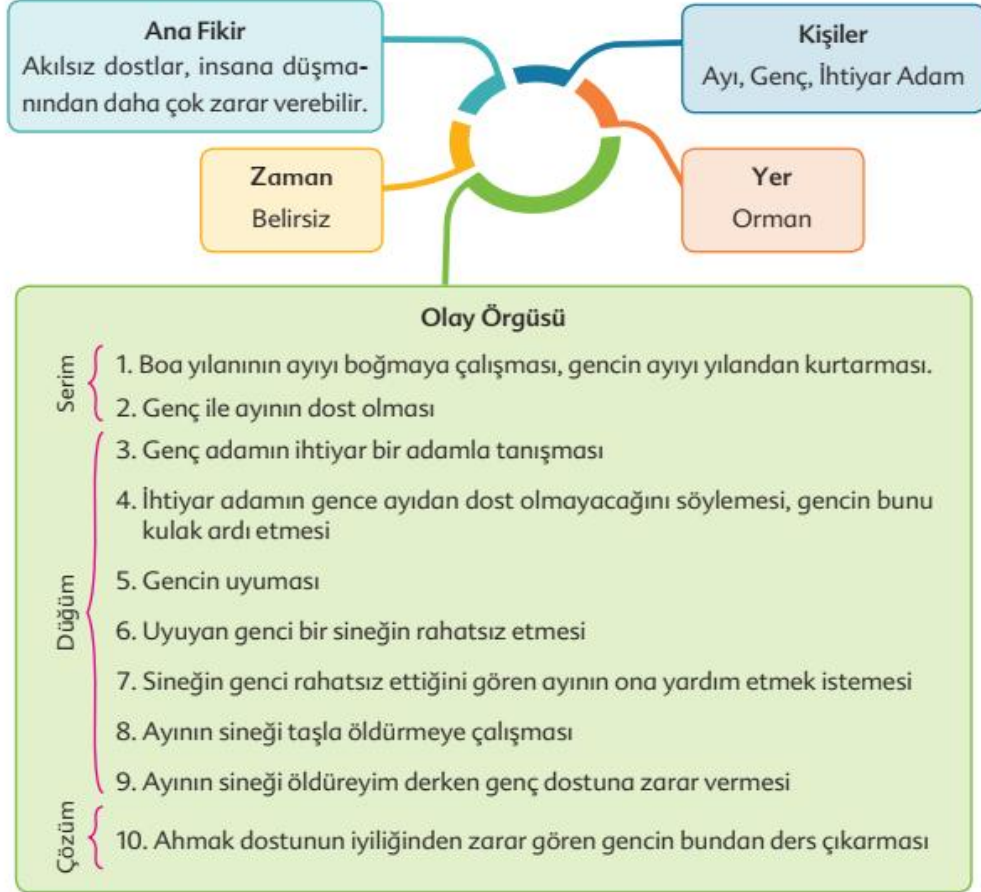 Ana Fikir
Akılsız dostlar, insana düşma-
nından daha çok zarar verebilir.
Kişiler
Ayı, Genç, İhtiyar Adam
Zaman
Belirsiz
Yer
Orman
Olay Örgüsü
Serim
1. Boa yılanının ayıyı boğmaya çalışması, gencin ayıyı yılandan kurtarması.
2. Genç ile ayının dost olması
Düğüm
3. Genç adamın ihtiyar bir adamla tanışması
4. İhtiyar adamın gence ayıdan dost olmayacağını söylemesi, gencin bunu
kulak ardı etmesi
5. Gencin uyuması
6. Uyuyan genci bir sineğin rahatsız etmesi
7. Sineğin genci rahatsız ettiğini gören ayının ona yardım etmek istemesi
8. Ayının sineği taşla öldürmeye çalışması
9. Ayının sineği öldüreyim derken genç dostuna zarar vermesi
Çözüm
10. Ahmak dostunun iyiliğinden zarar gören gencin bundan ders çıkarması